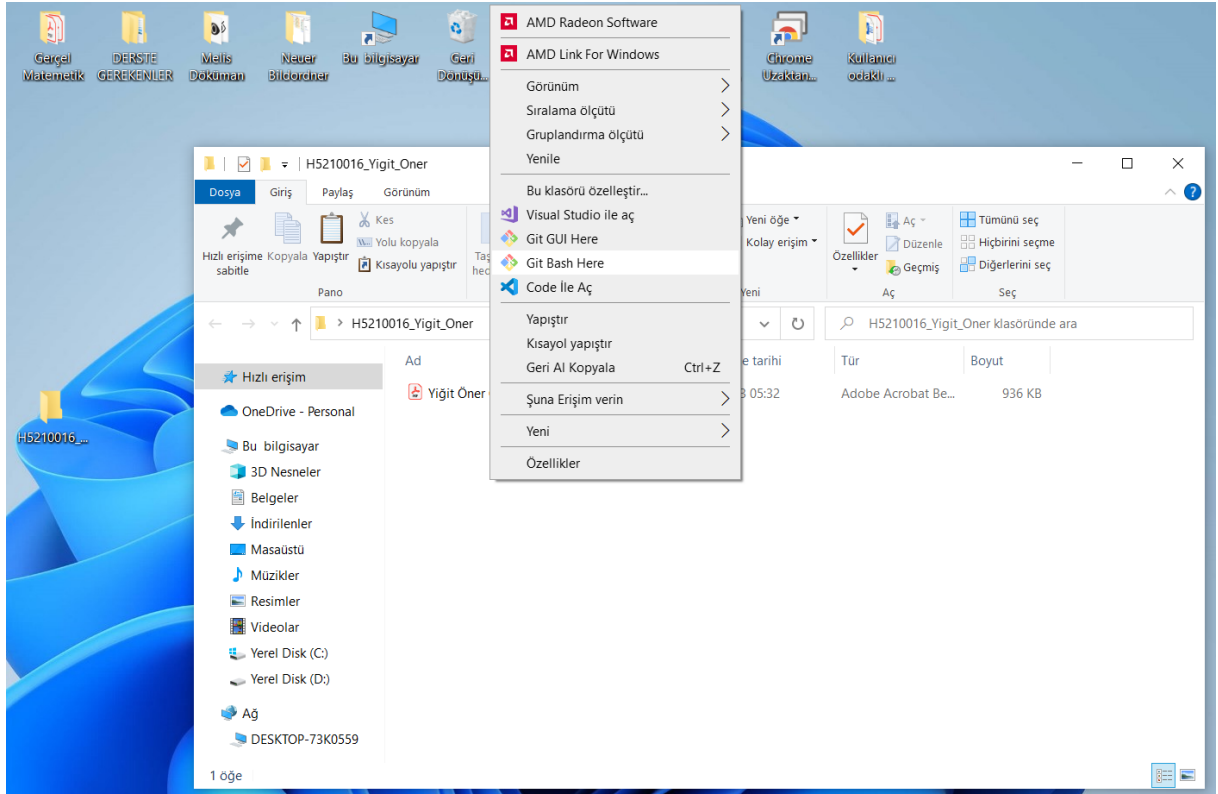 Gerçel
Matematik
DERSTE
GEREKENLER
Melis
Döküman
Neuer
Bildordner
Bu bilgisayar
Geri
Dönüşü...
Chrome
Uzaktan...
Kullanıcı
odaklı ...
H5210016_...
AMD Radeon Software
AMD Link For Windows
Görünüm
Sıralama ölçütü
Gruplandırma ölçütü
Yenile
Bu klasörü özelleştir...
Visual Studio ile aç
Git GUI Here
Git Bash Here
Code İle Aç
Yapıştır
Kısayol yapıştır
Geri Al Kopyala Ctrl+Z
Şuna Erişim verin
Yeni
Özellikler
H5210016_Yigit_Oner
Dosya Giriş Paylaş Görünüm
Hızlı erişime
sabitle
Kopyala
Yapıştır
Kes
Yolu kopyala
Kısayolu yapıştır
Pano
Yeni öğe
Kolay erişim
Yeni
Özellikler
Aç
Düzenle
Geçmiş
Aç
Tümünü seç
Hiçbirini seçme
Diğerlerini seç
Seç
H5210016_Yigit_Oner
H5210016_Yigit_Oner klasöründe ara
Ad tarihi Tür Boyut
Yiğit Öner 05:32 Adobe Acrobat Be... 936 KB
Hızlı erişim
OneDrive - Personal
Bu bilgisayar
3D Nesneler
Belgeler
İndirilenler
Masaüstü
Müzikler
Resimler
Videolar
Yerel Disk (C:)
Yerel Disk (D:)
Ağ
DESKTOP-73K0559
1 öğe